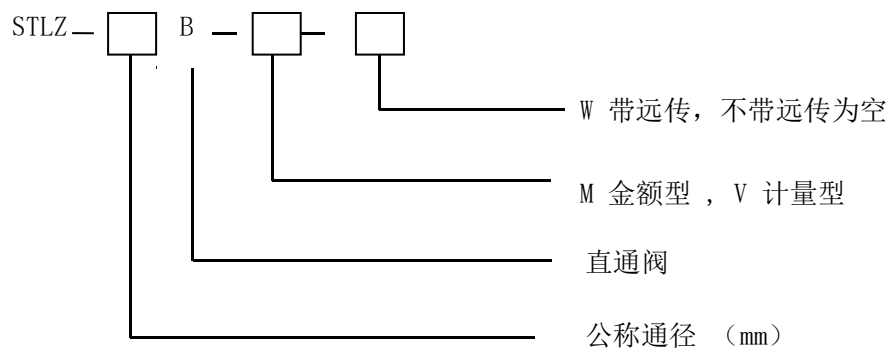 STLZ— □ B — □ — □
W 带远传，不带远传为空
M 金额型 , V 计量型
直通阀
公称通径 （mm）